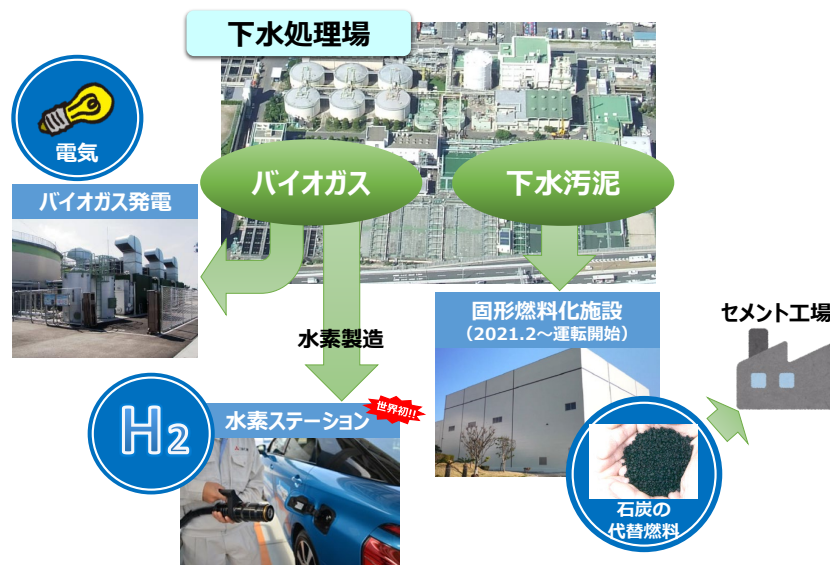 下水処理場
電気
バイオガス
下水汚泥
バイオガス発電
固形燃料化施設
（2021.2～運転開始）
セメント工場
水素製造
世界初!!
H2
水素ステーション
石炭の
代替燃料